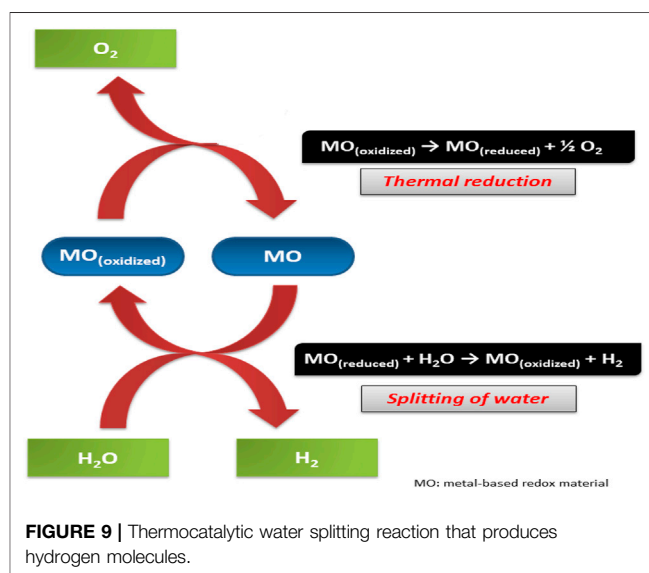 O₂
MO(oxidized) → MO(reduced) + ½ O₂
Thermal reduction
MO(oxidized)
MO
MO(reduced) + H₂O → MO(oxidized) + H₂
Splitting of water
H₂O
H₂
MO: metal-based redox material
FIGURE 9 | Thermocatalytic water splitting reaction that produces
hydrogen molecules.